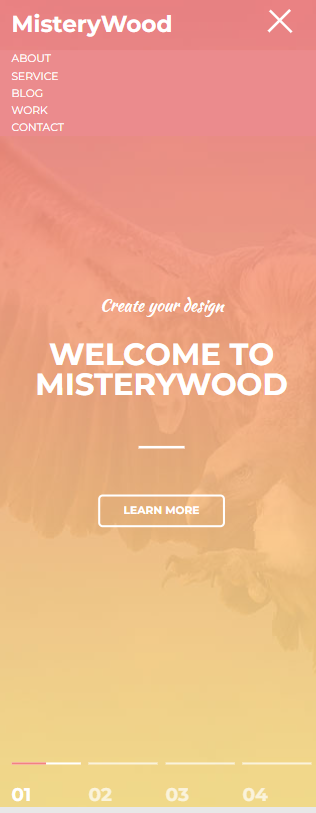 MisteryWood
ABOUT
SERVICE
BLOG
WORK
CONTACT
Create your design
WELCOME TO
MISTERYWOOD
LEARN MORE
01 02 03 04